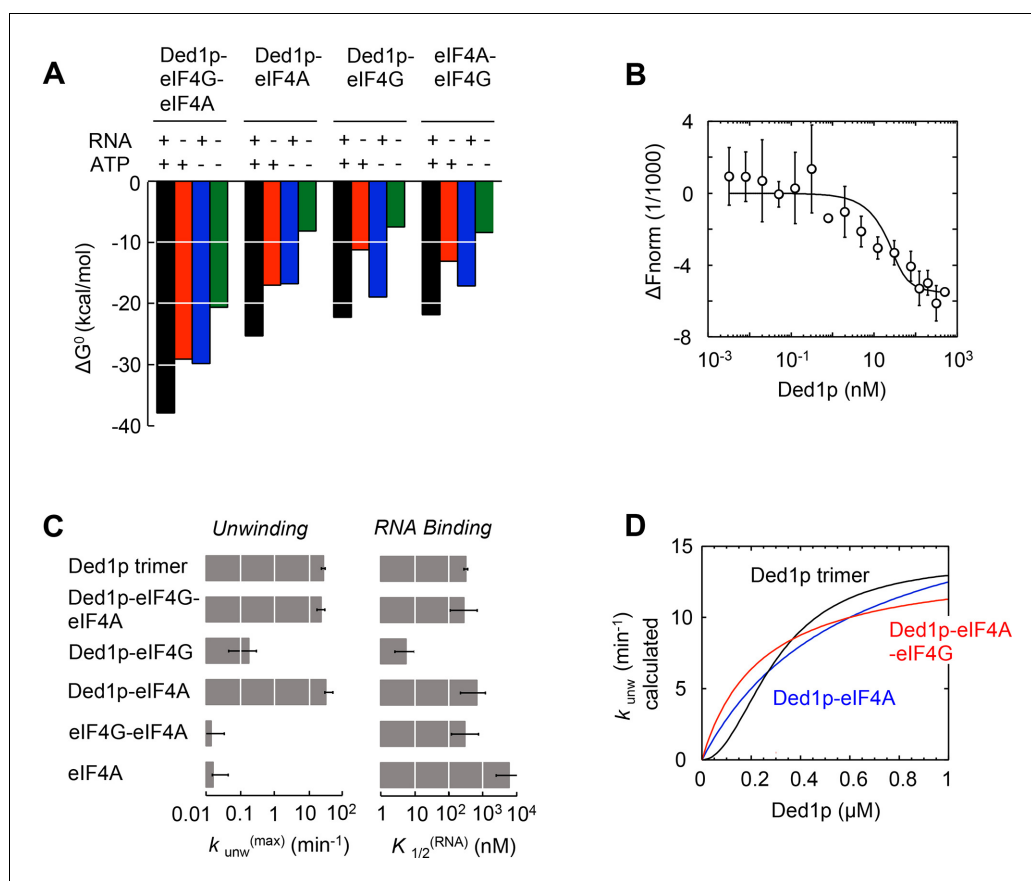 A
Ded1p-
eIF4G-
eIF4A
Ded1p-
eIF4A
Ded1p-
eIF4G
eIF4A-
eIF4G
RNA + - + - + - + - + - + - + - + -
ATP + + - - + + - - + + - - + + - -
0
-10
-20
-30
-40
ΔG⁰ (kcal/mol)
B
4
0
-4
-8
ΔFnorm (1/1000)
10⁻³ 10⁻¹ 10 10³
Ded1p (nM)
C
Unwinding RNA Binding
Ded1p trimer
Ded1p-eIF4G-
eIF4A
Ded1p-eIF4G
Ded1p-eIF4A
eIF4G-eIF4A
eIF4A
0.01 0.1 1 10 10² 1 10 10² 10³ 10⁴
k unw⁽ᵐᵃˣ⁾ (min⁻¹) K 1/2⁽ᴿᴺᴬ⁾ (nM)
D
15
10
5
0
k unw (min⁻¹)
calculated
Ded1p trimer
Ded1p-eIF4A
-eIF4G
Ded1p-eIF4A
0 0.2 0.4 0.6 0.8 1
Ded1p (µM)